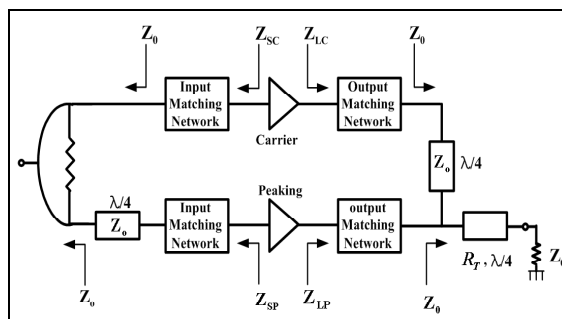 Z0 ZSC ZLC Z0
Input Matching Network
Output Matching Network
Carrier
Zo λ/4
λ/4
Zo
Input Matching Network
Peaking
output Matching Network
RT , λ/4
Zo ZSP ZLP Z0